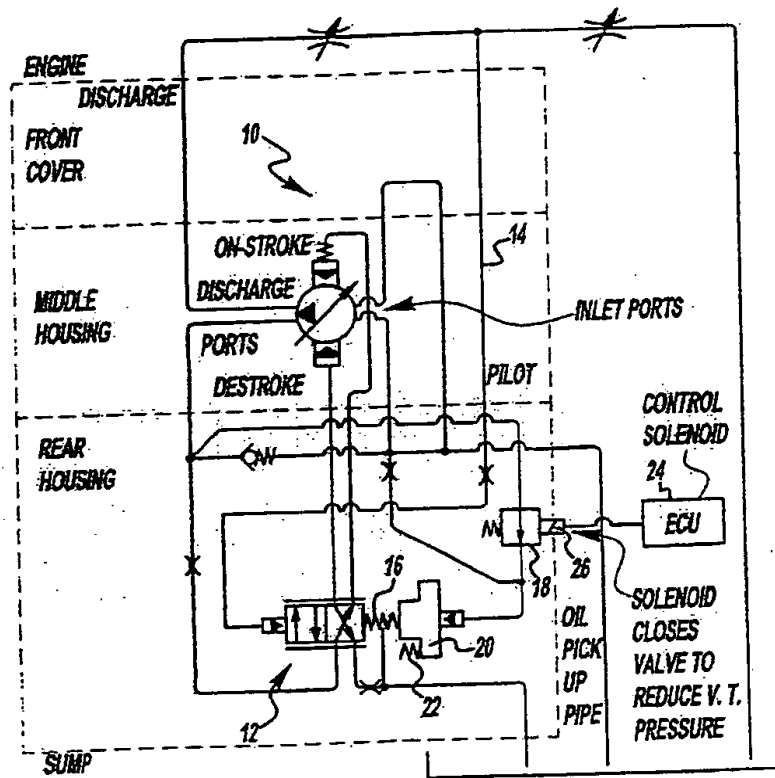 ENGINE
DISCHARGE
FRONT
COVER
10
ON-STROKE
14
MIDDLE
HOUSING
DISCHARGE
INLET PORTS
PORTS
DESTROKE
PILOT
REAR
HOUSING
CONTROL
SOLENOID
24
ECU
16
18
26
20
22
12
OIL
PICK
UP
PIPE
SOLENOID
CLOSES
VALVE TO
REDUCE V. T.
PRESSURE
SUMP